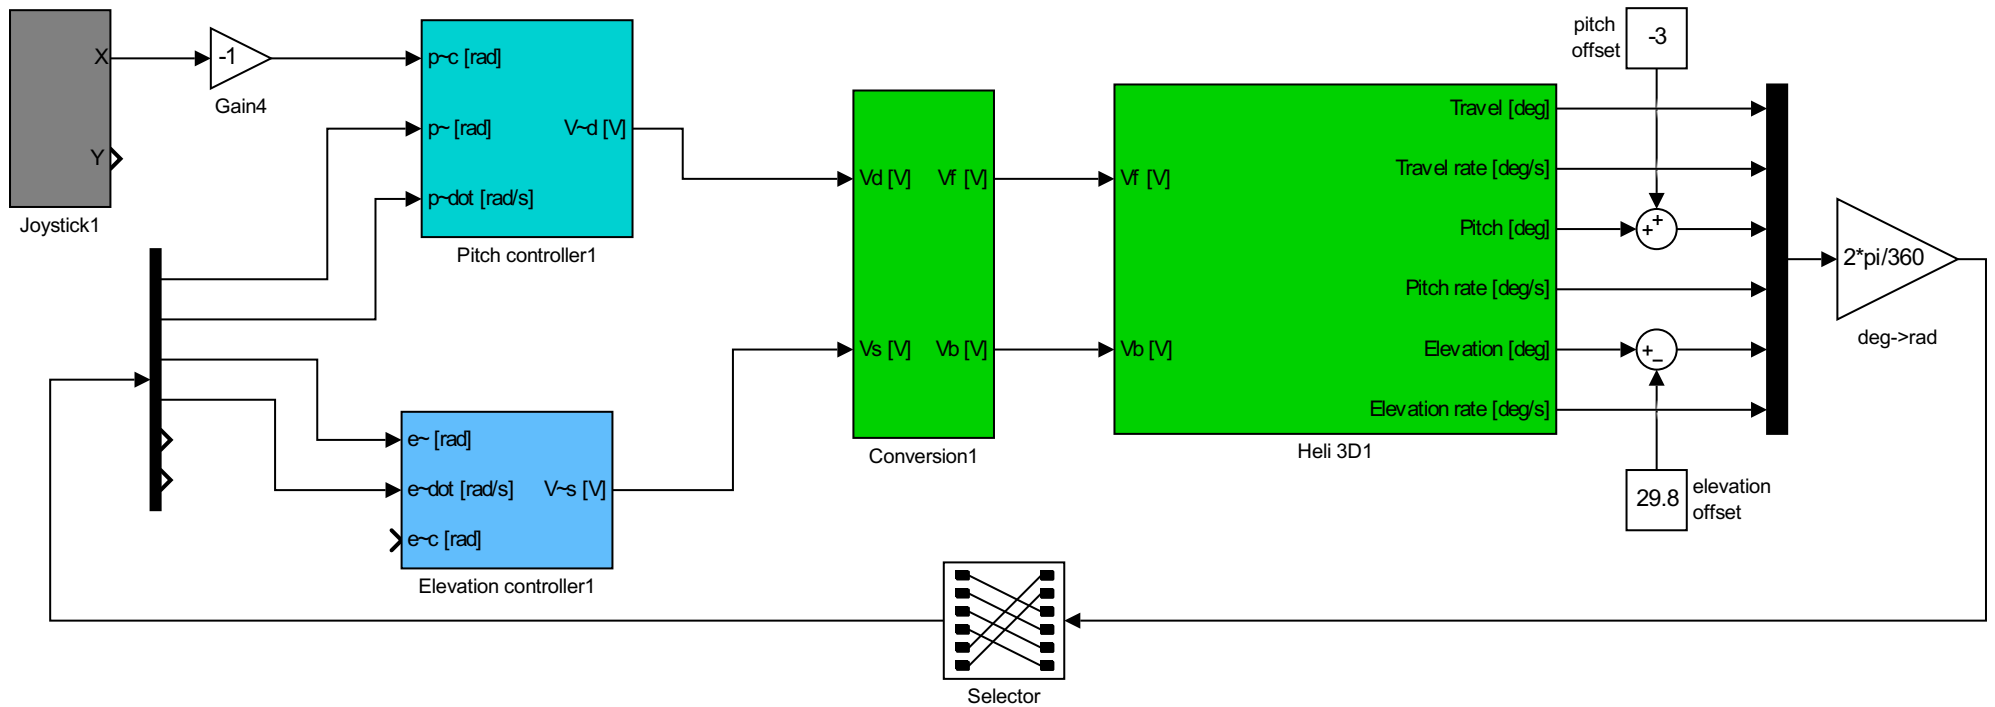 X
Y
Joystick1
-1
Gain4
p~c [rad]
p~ [rad]
p~dot [rad/s]
V~d [V]
Pitch controller1
e~ [rad]
e~dot [rad/s]
e~c [rad]
V~s [V]
Elevation controller1
Vd [V]
Vs [V]
Vf [V]
Vb [V]
Conversion1
Vf [V]
Vb [V]
Travel [deg]
Travel rate [deg/s]
Pitch [deg]
Pitch rate [deg/s]
Elevation [deg]
Elevation rate [deg/s]
Heli 3D1
pitch
offset
-3
+
+
+
−
29.8
elevation
offset
2*pi/360
deg->rad
Selector